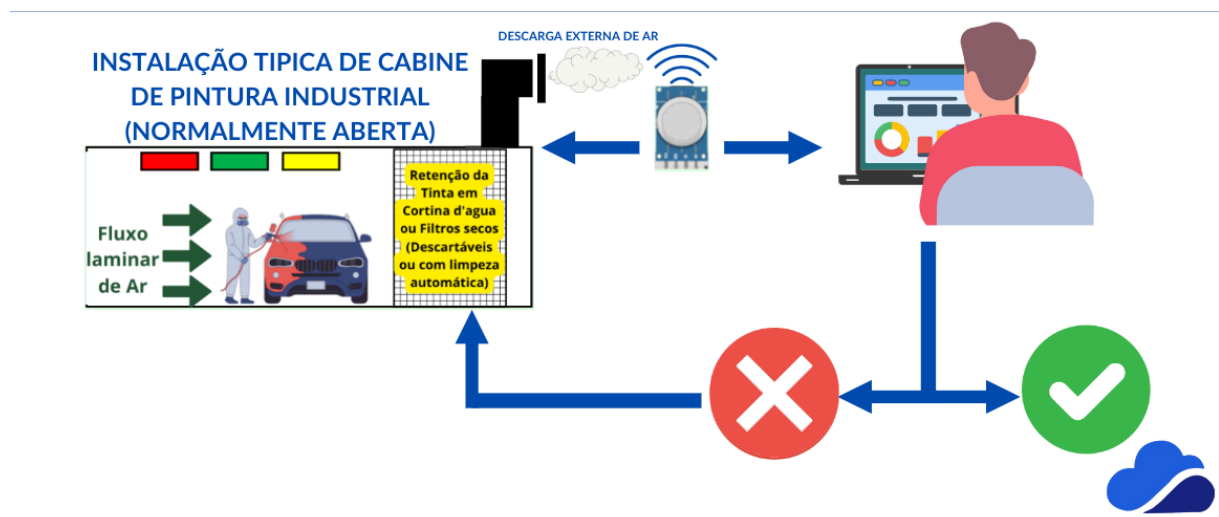 DESCARGA EXTERNA DE AR
INSTALAÇÃO TIPICA DE CABINE
DE PINTURA INDUSTRIAL
(NORMALMENTE ABERTA)
Retenção da
Tinta em
Cortina d'agua
ou Filtros secos
(Descartáveis
ou com limpeza
automática)
Fluxo
laminar
de Ar